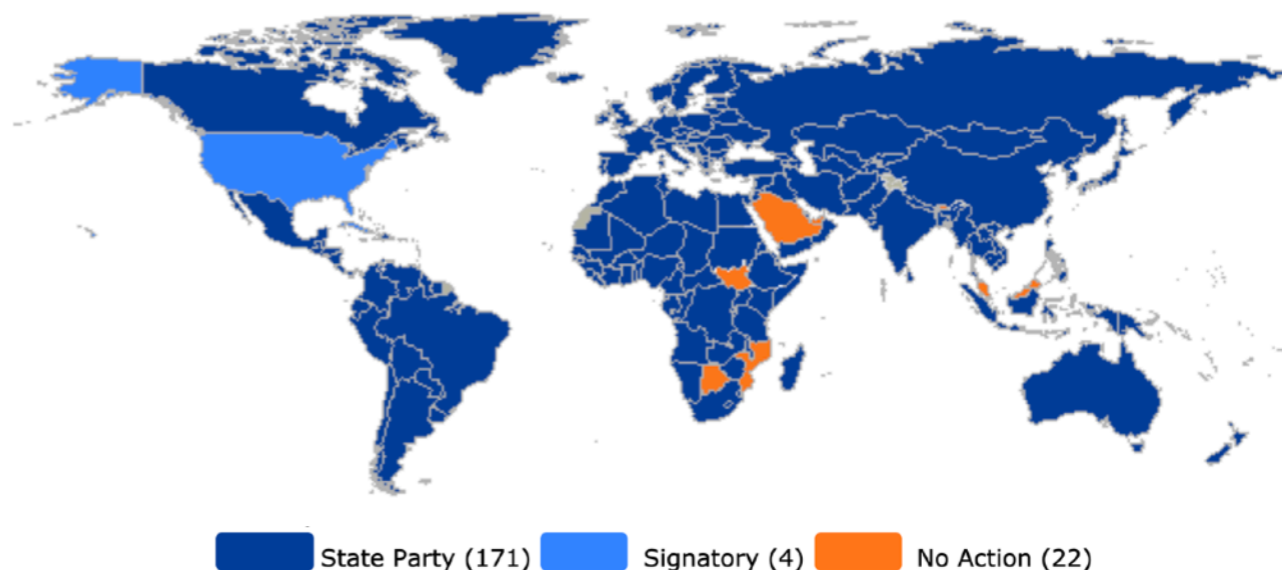 State Party (171) Signatory (4) No Action (22)